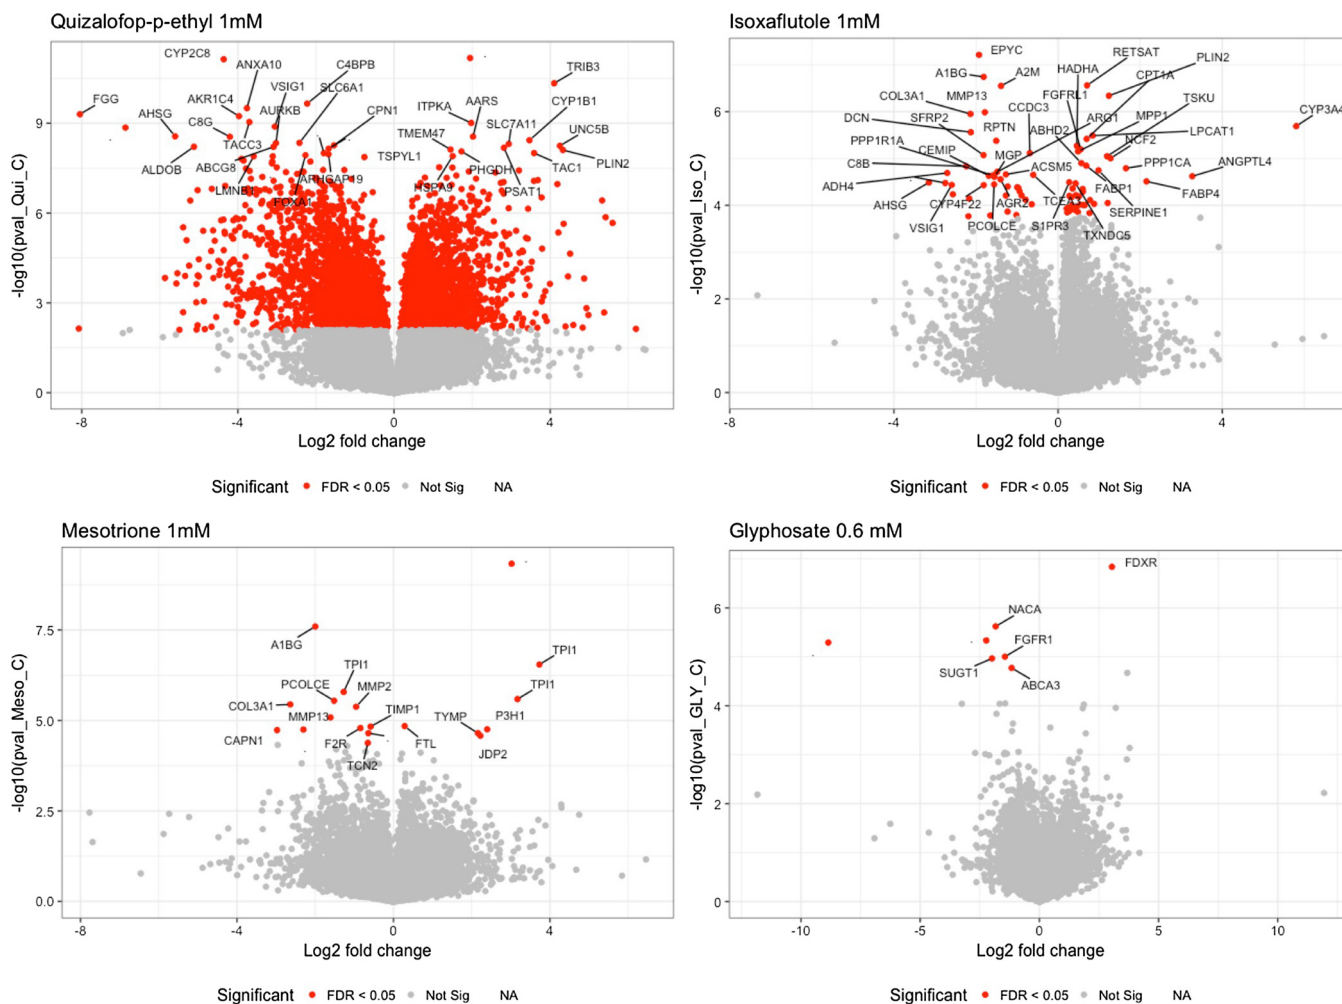 Quizalofop-p-ethyl 1mM
-log10(pval_Qui_C)
9
6
3
0
CYP2C8
ANXA10
C4BPB
TRIB3
VSIG1
SLC6A1
FGG
AKR1C4
AURKB
CPN1
ITPKA
AARS
CYP1B1
AHSG
C8G
TMEM47
SLC7A11
UNC5B
TACC3
TSPYL1
ALDOB
ABCG8
ARHGAP19
PHGDH
TAC1
PLIN2
LMNB1
HSPA9
PSAT1
FOXA1
-8
-4
0
4
Log2 fold change
Significant FDR < 0.05 Not Sig NA
Isoxaflutole 1mM
-log10(pval_Iso_C)
6
4
2
0
EPYC
RETSAT
PLIN2
A1BG
A2M
HADHA
CPT1A
COL3A1
MMP13
FGFRL1
TSKU
CYP3A4
DCN
SFRP2
CCDC3
ARG1
MPP1
PPP1R1A
RPTN
ABHD2
LPCAT1
NCF2
CEMIP
C8B
MGP
ACSM5
PPP1CA
ANGPTL4
ADH4
FABP1
FABP4
AHSG
CYP4F22
AGR2
TCEA3
SERPINE1
VSIG1
PCOLCE
S1PR3
TXNDC5
-8
-4
0
4
Log2 fold change
Significant FDR < 0.05 Not Sig NA
Mesotrione 1mM
-log10(pval_Meso_C)
7.5
5.0
2.5
0.0
A1BG
TPI1
TPI1
PCOLCE
MMP2
TPI1
COL3A1
MMP13
TIMP1
TYMP
P3H1
CAPN1
F2R
FTL
JDP2
TCN2
-8
-4
0
4
Log2 fold change
Significant FDR < 0.05 Not Sig NA
Glyphosate 0.6 mM
-log10(pval_GLY_C)
6
4
2
0
FDXR
NACA
FGFR1
SUGT1
ABCA3
-10
-5
0
5
10
Log2 fold change
Significant FDR < 0.05 Not Sig NA